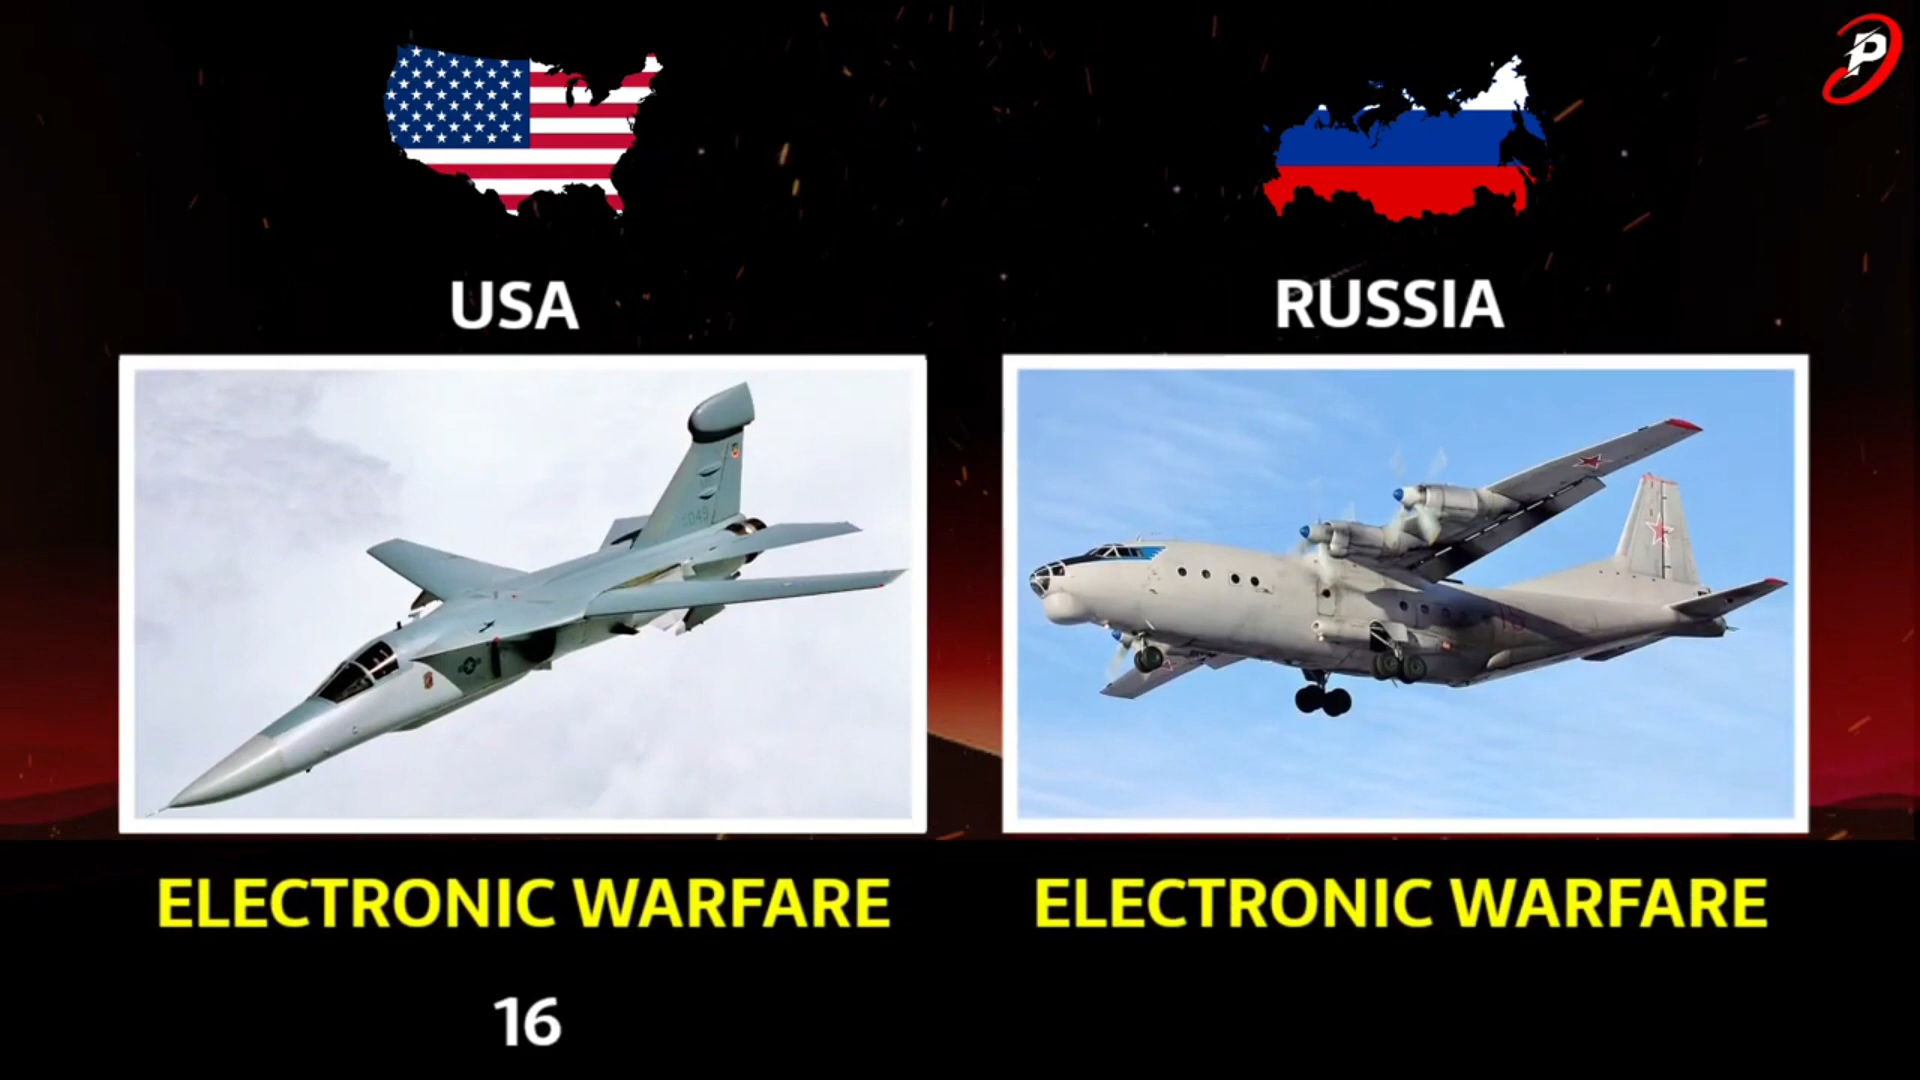 P
USA
RUSSIA
ELECTRONIC WARFARE
ELECTRONIC WARFARE
16